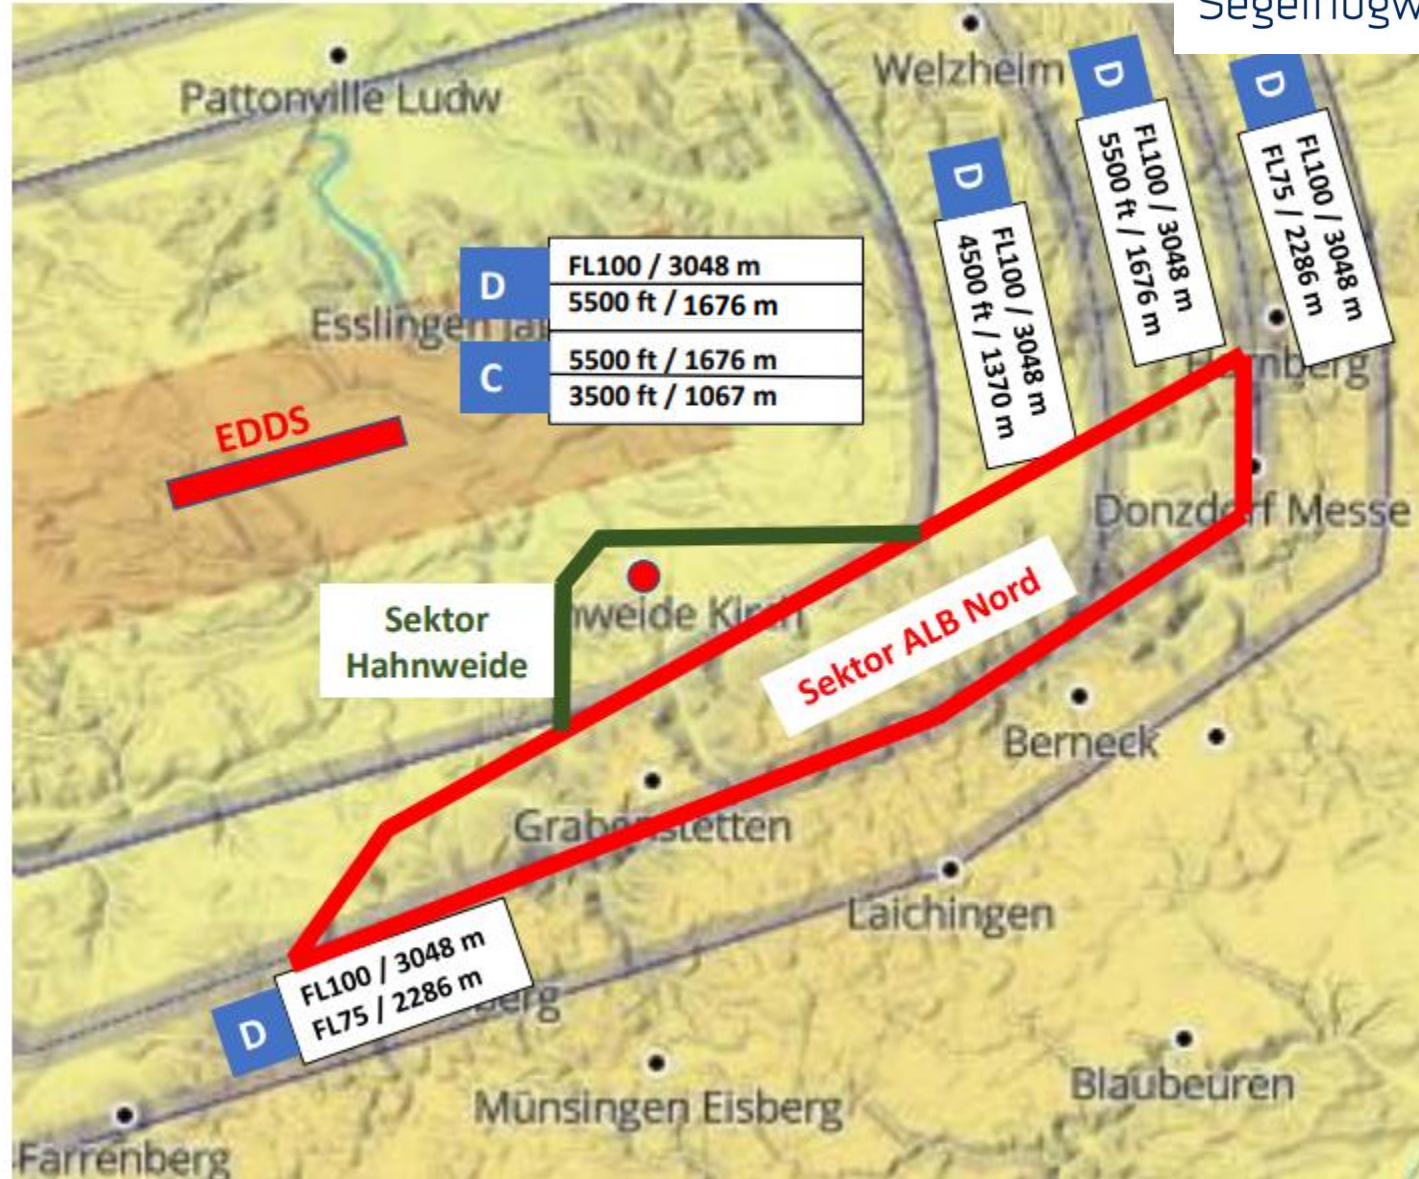 Pattonville Ludw
Welzheim
D
FL100 / 3048 m
5500 ft / 1676 m
D
FL100 / 3048 m
FL75 / 2286 m
D
FL100 / 3048 m
4500 ft / 1370 m
D
FL100 / 3048 m
5500 ft / 1676 m
C
5500 ft / 1676 m
3500 ft / 1067 m
Esslingen
EDDS
Donzdorf Messe
Sektor
Hahnweide
Sektor ALB Nord
Berneck
Grabenstetten
Laichingen
D
FL100 / 3048 m
FL75 / 2286 m
Münsingen Eisberg
Blaubeuren
Farrenberg